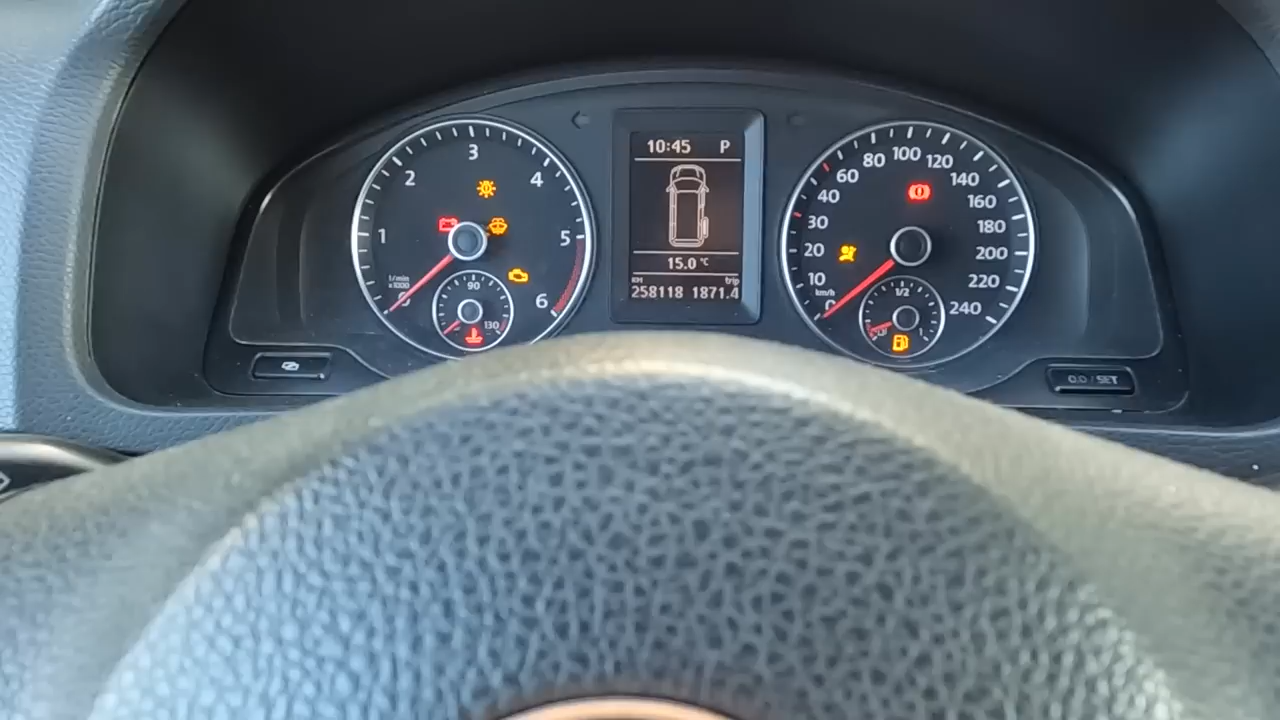 10:45 P
15.0 °C
KM trip
258118 1871.4
1 2 3 4 5 6
l/min
x1000
0
90
130
0 10 20 30 40 60 80 100 120 140 160 180 200 220 240
km/h
1/2
1
0.0 / SET